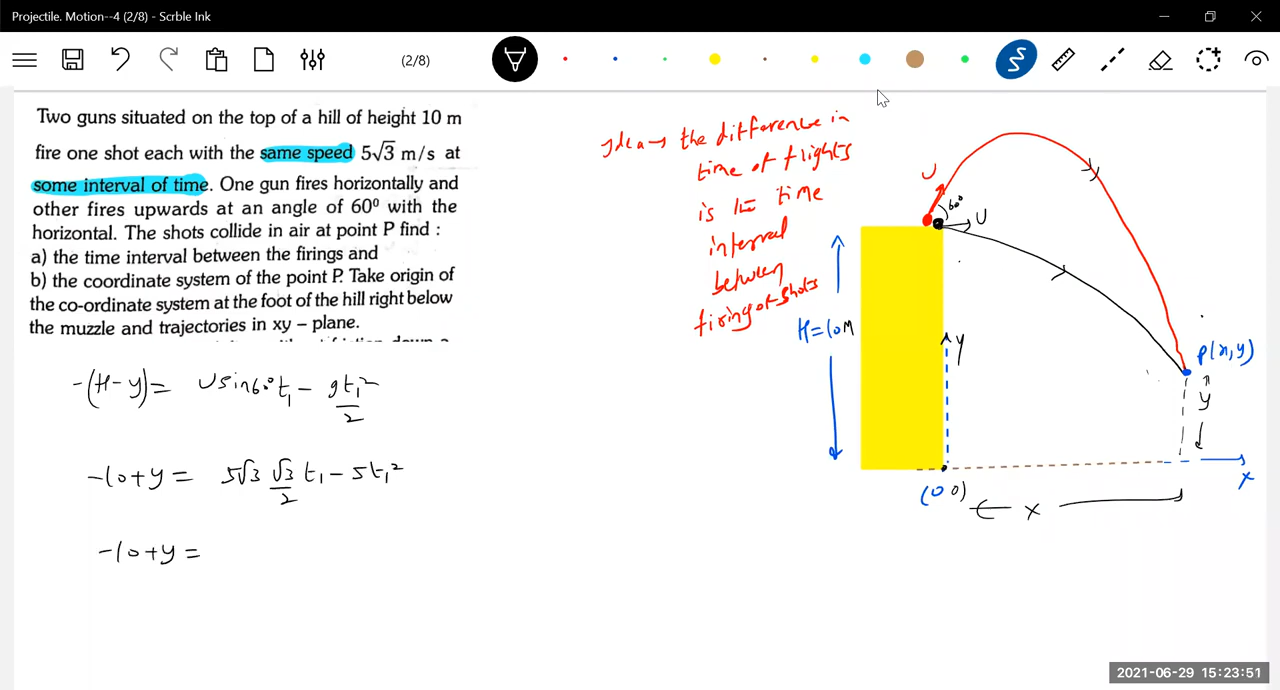 Projectile. Motion--4 (2/8) - Scrble Ink
(2/8)
Two guns situated on the top of a hill of height 10 m
fire one shot each with the same speed 5√3 m/s at
some interval of time. One gun fires horizontally and
other fires upwards at an angle of 60⁰ with the
horizontal. The shots collide in air at point P find :
a) the time interval between the firings and
b) the coordinate system of the point P. Take origin of
the co-ordinate system at the foot of the hill right below
the muzzle and trajectories in xy – plane.
Idea → the difference in
time of flights
is the time
interval
between
firing of shots
U
60°
U
H=10M
y
P(x,y)
y
(0 0)
x
x
-(H-y)= Usin60° t₁ - gt₁²/2
-10+y = 5√3 √3/2 t₁ - 5t₁²
-10+y =
2021-06-29 15:23:51